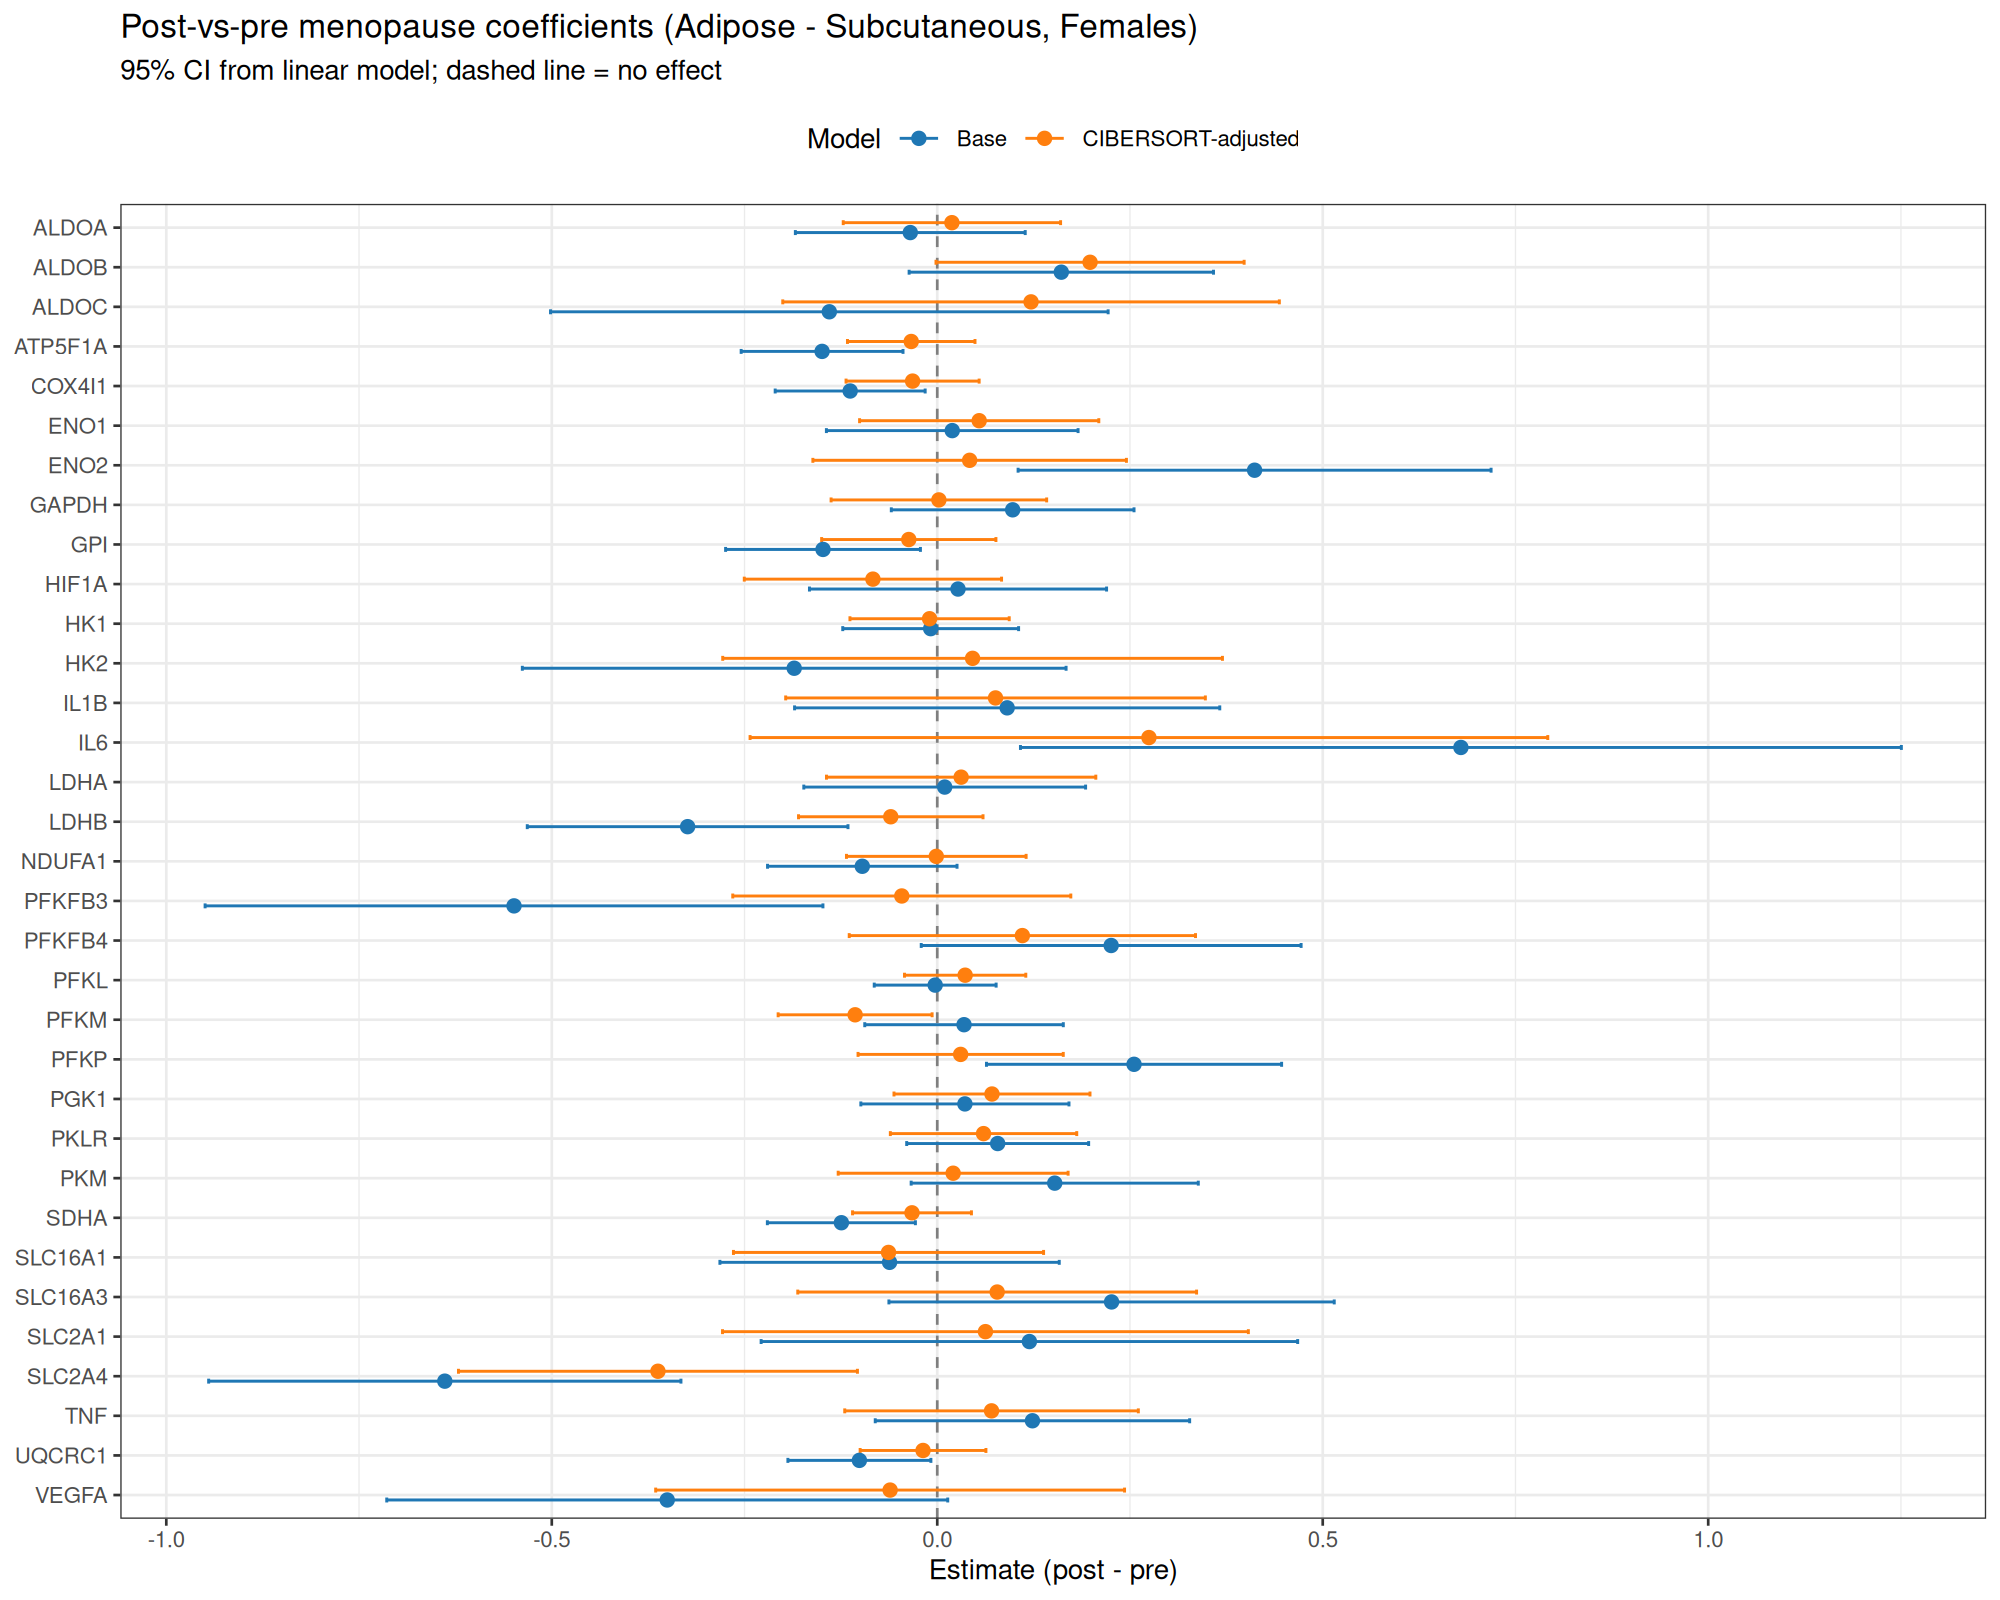 Post-vs-pre menopause coefficients (Adipose - Subcutaneous, Females)
95% CI from linear model; dashed line = no effect
Model Base CIBERSORT-adjusted
ALDOA
ALDOB
ALDOC
ATP5F1A
COX4I1
ENO1
ENO2
GAPDH
GPI
HIF1A
HK1
HK2
IL1B
IL6
LDHA
LDHB
NDUFA1
PFKFB3
PFKFB4
PFKL
PFKM
PFKP
PGK1
PKLR
PKM
SDHA
SLC16A1
SLC16A3
SLC2A1
SLC2A4
TNF
UQCRC1
VEGFA
-1.0 -0.5 0.0 0.5 1.0
Estimate (post - pre)